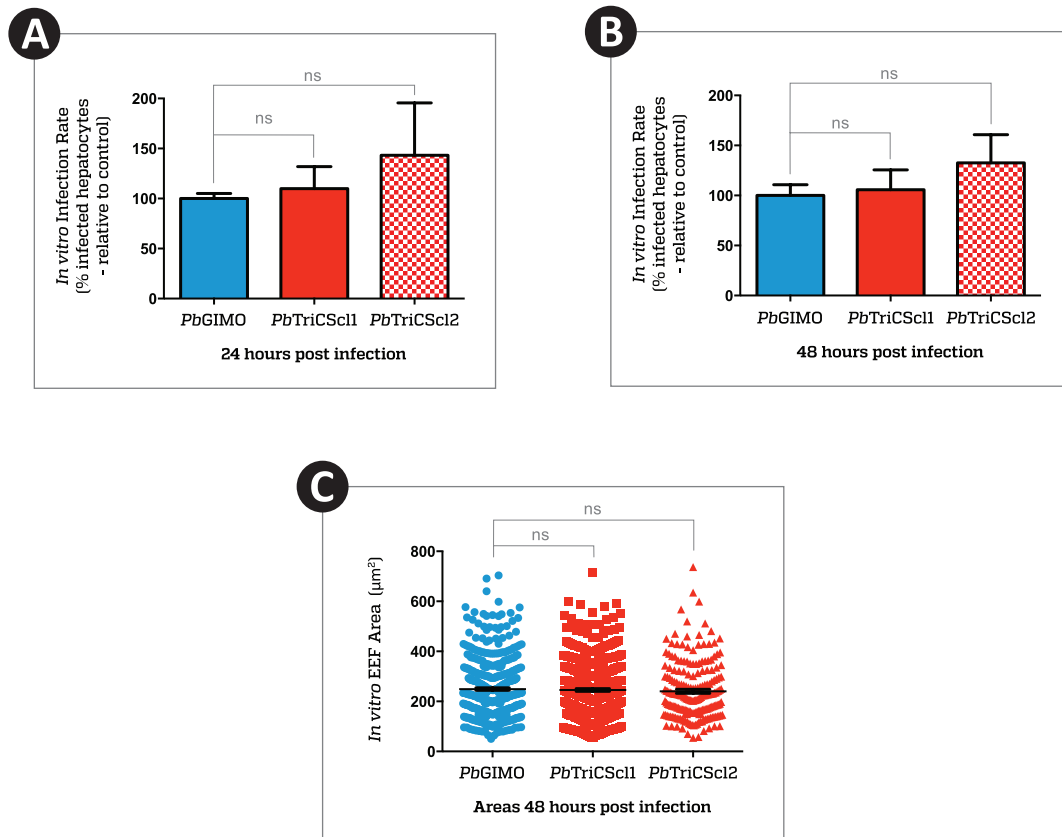 A
ns
ns
In vitro Infection Rate
(% infected hepatocytes
- relative to control)
200
150
100
50
0
PbGIMO PbTriCScl1 PbTriCScl2
24 hours post infection
B
ns
ns
In vitro Infection Rate
(% infected hepatocytes
- relative to control)
200
150
100
50
0
PbGIMO PbTriCScl1 PbTriCScl2
48 hours post infection
C
ns
ns
In vitro EEF Area (μm²)
800
600
400
200
0
PbGIMO PbTriCScl1 PbTriCScl2
Areas 48 hours post infection